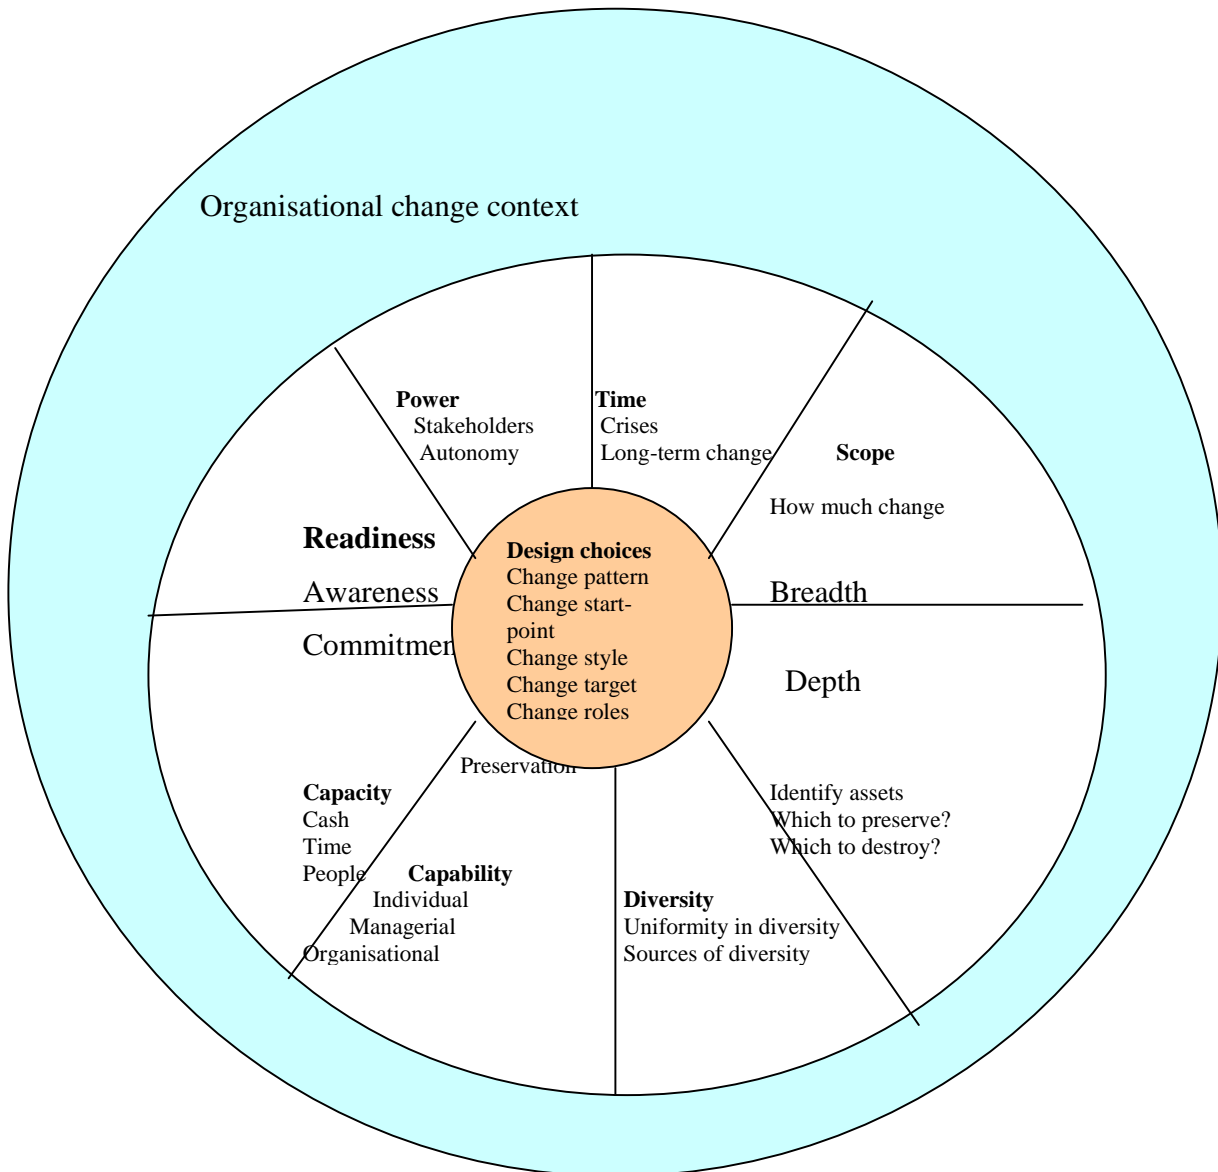 Organisational change context
Power
Stakeholders
Autonomy
Time
Crises
Long-term change
Scope
How much change
Breadth
Depth
Readiness
Awareness
Commitmen
Design choices
Change pattern
Change start-
point
Change style
Change target
Change roles
Preservation
Identify assets
Which to preserve?
Which to destroy?
Capacity
Cash
Time
People
Capability
Individual
Managerial
Organisational
Diversity
Uniformity in diversity
Sources of diversity